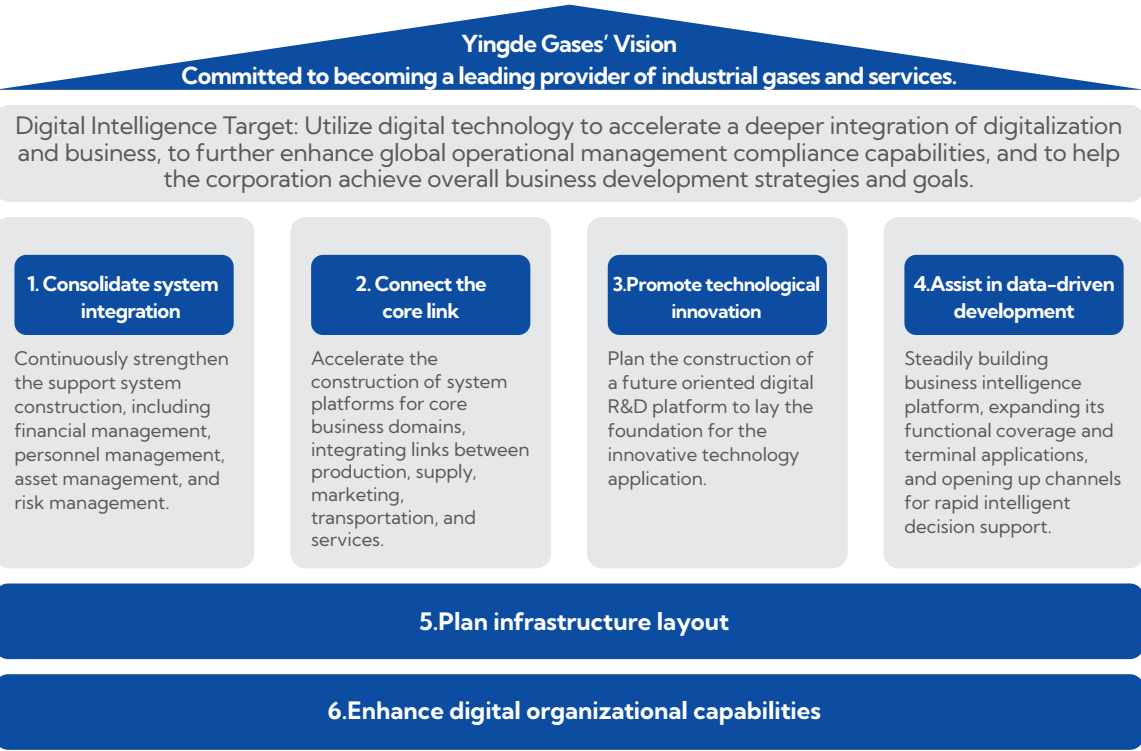 Yingde Gases’ Vision
Committed to becoming a leading provider of industrial gases and services.
Digital Intelligence Target: Utilize digital technology to accelerate a deeper integration of digitalization
and business, to further enhance global operational management compliance capabilities, and to help
the corporation achieve overall business development strategies and goals.
1. Consolidate system
integration
Continuously strengthen
the support system
construction, including
financial management,
personnel management,
asset management, and
risk management.
2. Connect the
core link
Accelerate the
construction of system
platforms for core
business domains,
integrating links between
production, supply,
marketing,
transportation, and
services.
3.Promote technological
innovation
Plan the construction of
a future oriented digital
R&D platform to lay the
foundation for the
innovative technology
application.
4.Assist in data-driven
development
Steadily building
business intelligence
platform, expanding its
functional coverage and
terminal applications,
and opening up channels
for rapid intelligent
decision support.
5.Plan infrastructure layout
6.Enhance digital organizational capabilities